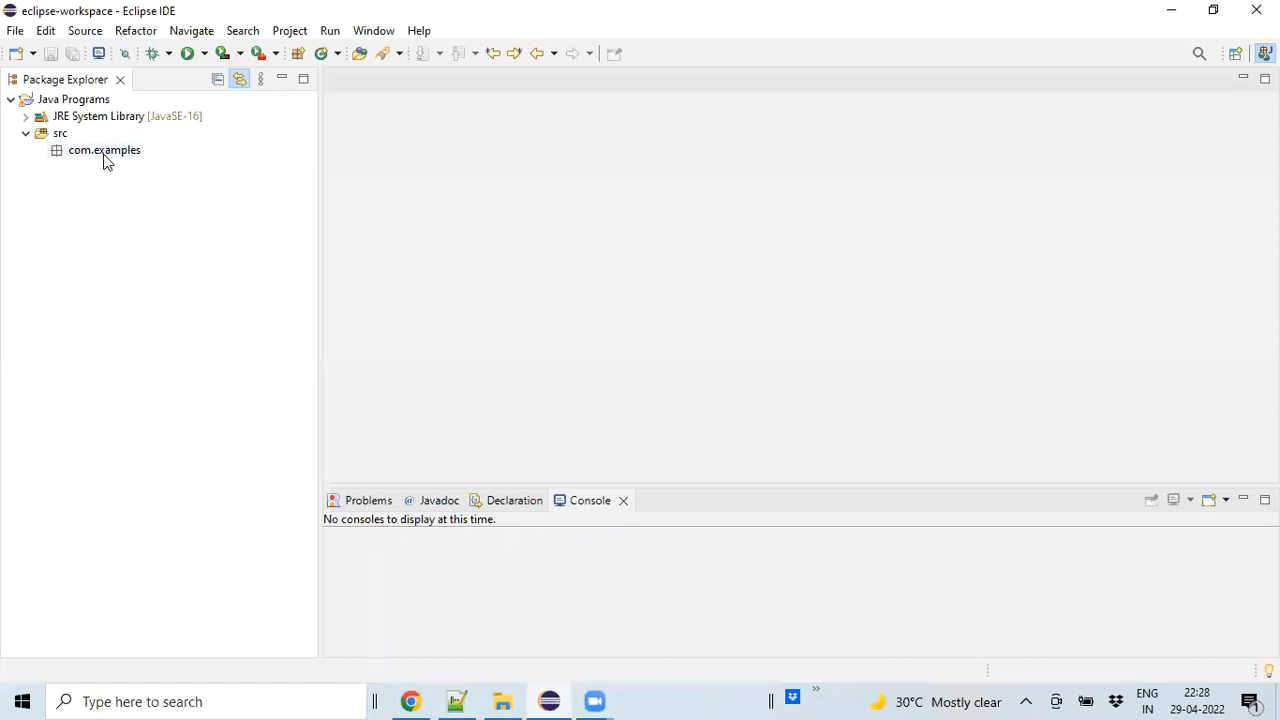 eclipse-workspace - Eclipse IDE
File Edit Source Refactor Navigate Search Project Run Window Help
Package Explorer
Java Programs
JRE System Library [JavaSE-16]
src
com.examples
Problems @ Javadoc Declaration Console
No consoles to display at this time.
Type here to search
30°C Mostly clear
ENG
IN
22:28
29-04-2022
1